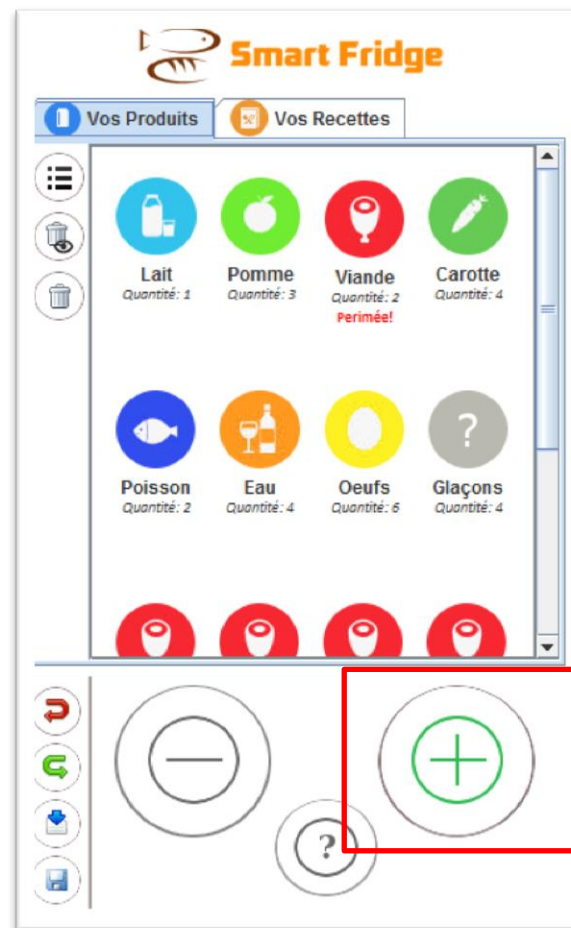 Smart Fridge
Vos Produits Vos Recettes
Lait Pomme Viande Carotte
Quantité: 1 Quantité: 3 Quantité: 2 Quantité: 4
Perimée!
?
Poisson Eau Oeufs Glaçons
Quantité: 2 Quantité: 4 Quantité: 6 Quantité: 4
?